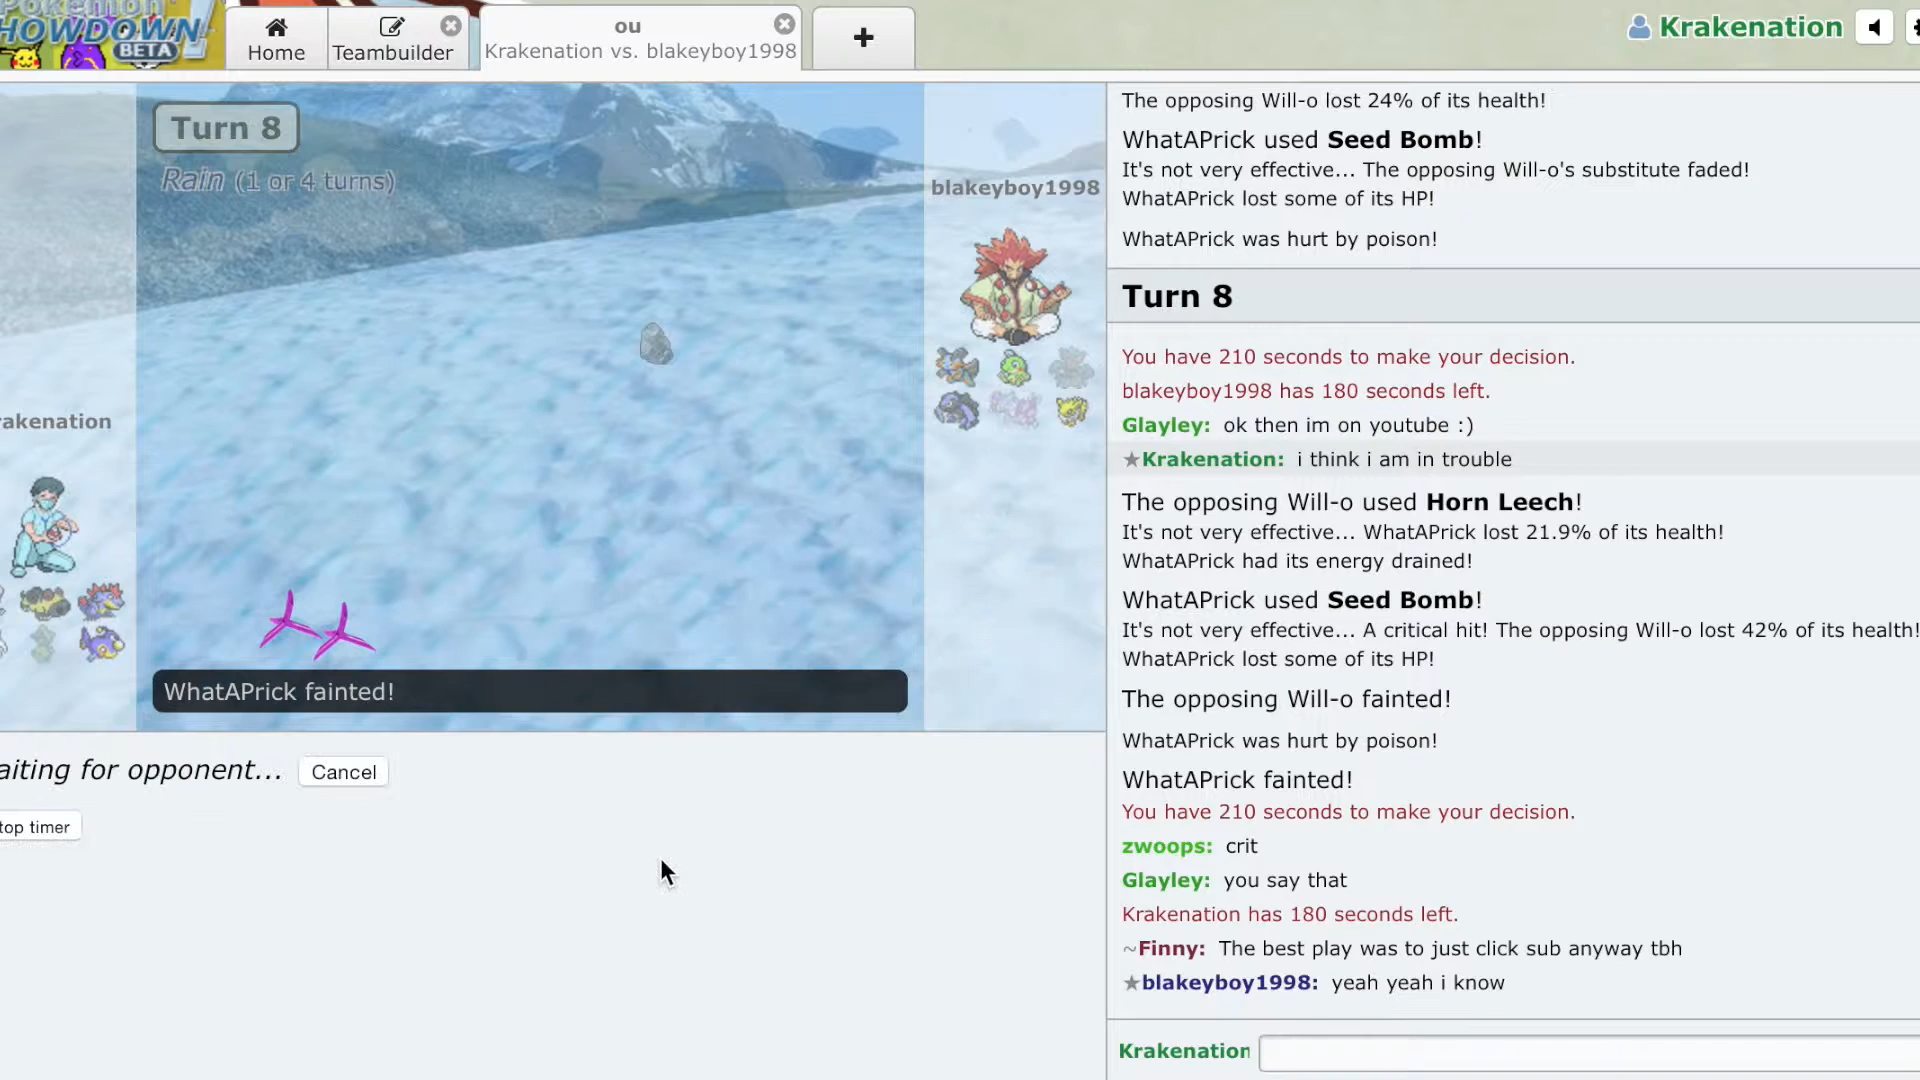 Pokémon
HOWDOWN
BETA
Home
Teambuilder
ou
Krakenation vs. blakeyboy1998
+
Krakenation
Turn 8
Rain (1 or 4 turns)
blakeyboy1998
rakenation
WhatAPrick fainted!
aiting for opponent...
Cancel
top timer
The opposing Will-o lost 24% of its health!
WhatAPrick used Seed Bomb!
It's not very effective... The opposing Will-o's substitute faded!
WhatAPrick lost some of its HP!
WhatAPrick was hurt by poison!
Turn 8
You have 210 seconds to make your decision.
blakeyboy1998 has 180 seconds left.
Glayley: ok then im on youtube :)
★Krakenation: i think i am in trouble
The opposing Will-o used Horn Leech!
It's not very effective... WhatAPrick lost 21.9% of its health!
WhatAPrick had its energy drained!
WhatAPrick used Seed Bomb!
It's not very effective... A critical hit! The opposing Will-o lost 42% of its health!
WhatAPrick lost some of its HP!
The opposing Will-o fainted!
WhatAPrick was hurt by poison!
WhatAPrick fainted!
You have 210 seconds to make your decision.
zwoops: crit
Glayley: you say that
Krakenation has 180 seconds left.
~Finny: The best play was to just click sub anyway tbh
★blakeyboy1998: yeah yeah i know
Krakenation